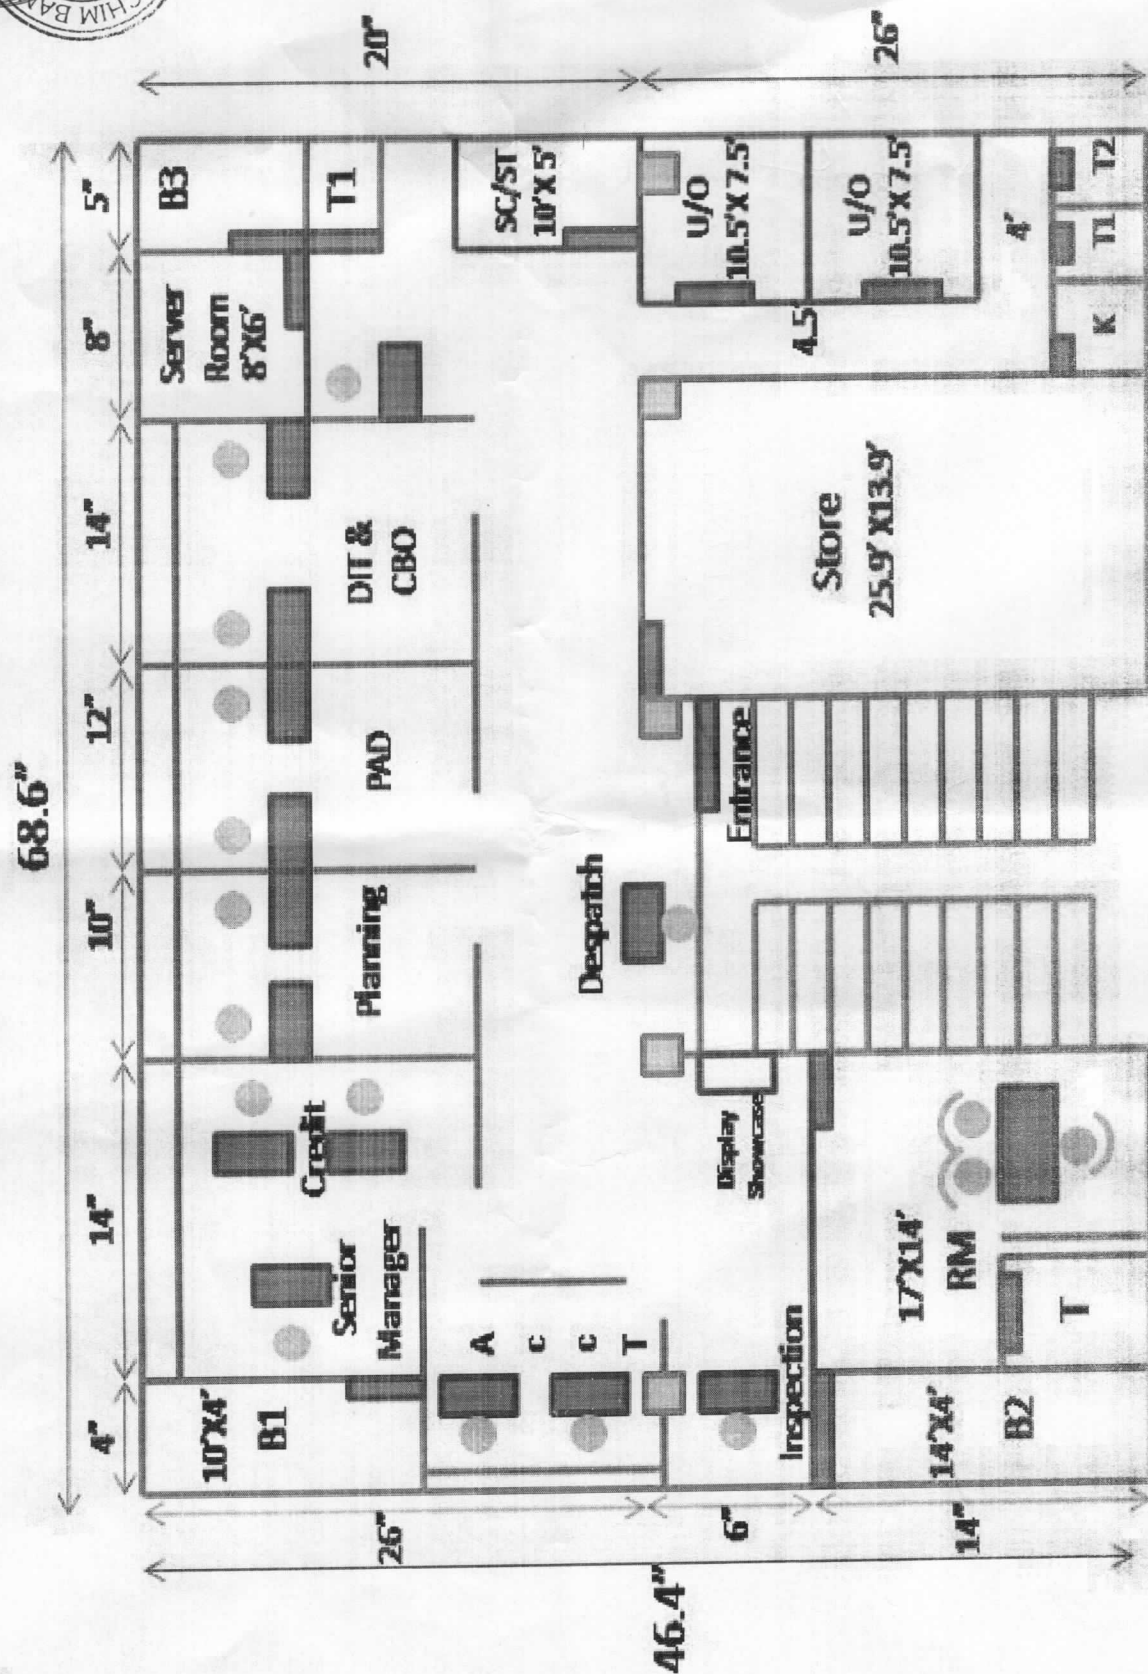 CHIM BAN
68.6”
4”
14”
10”
12”
14”
8”
5”
10’X4’
B1
Senior
Manager
Credit
Planning
PAD
DIT &
CBO
Server
Room
8’X6’
B3
T1
20”
26”
A
c
c
T
Despatch
SC/ST
10’X 5’
46.4”
6”
Inspection
Display
Showcase
Entrance
Store
25.9’ X13.9’
4.5’
U/O
10.5’X 7.5’
U/O
10.5’X 7.5’
26”
14”
14’X4’
B2
17’X14’
RM
T
4’
K
T1
T2